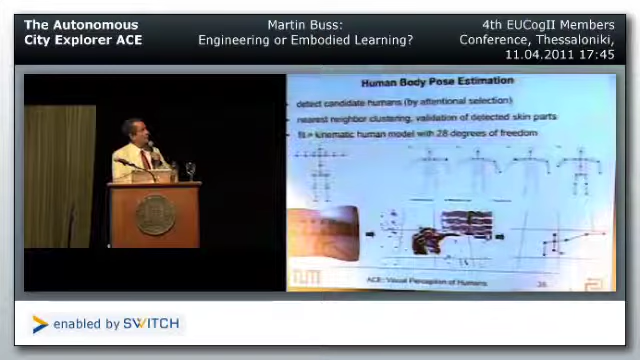 The Autonomous
City Explorer ACE
Martin Buss:
Engineering or Embodied Learning?
4th EUCogII Members
Conference, Thessaloniki,
11.04.2011 17:45
Human Body Pose Estimation
detect candidate humans (by attentional selection)
nearest neighbor clustering, validation of detected skin parts
fit kinematic human model with 28 degrees of freedom
TUM
ACE: Visual Perception of Humans
enabled by SWITCH